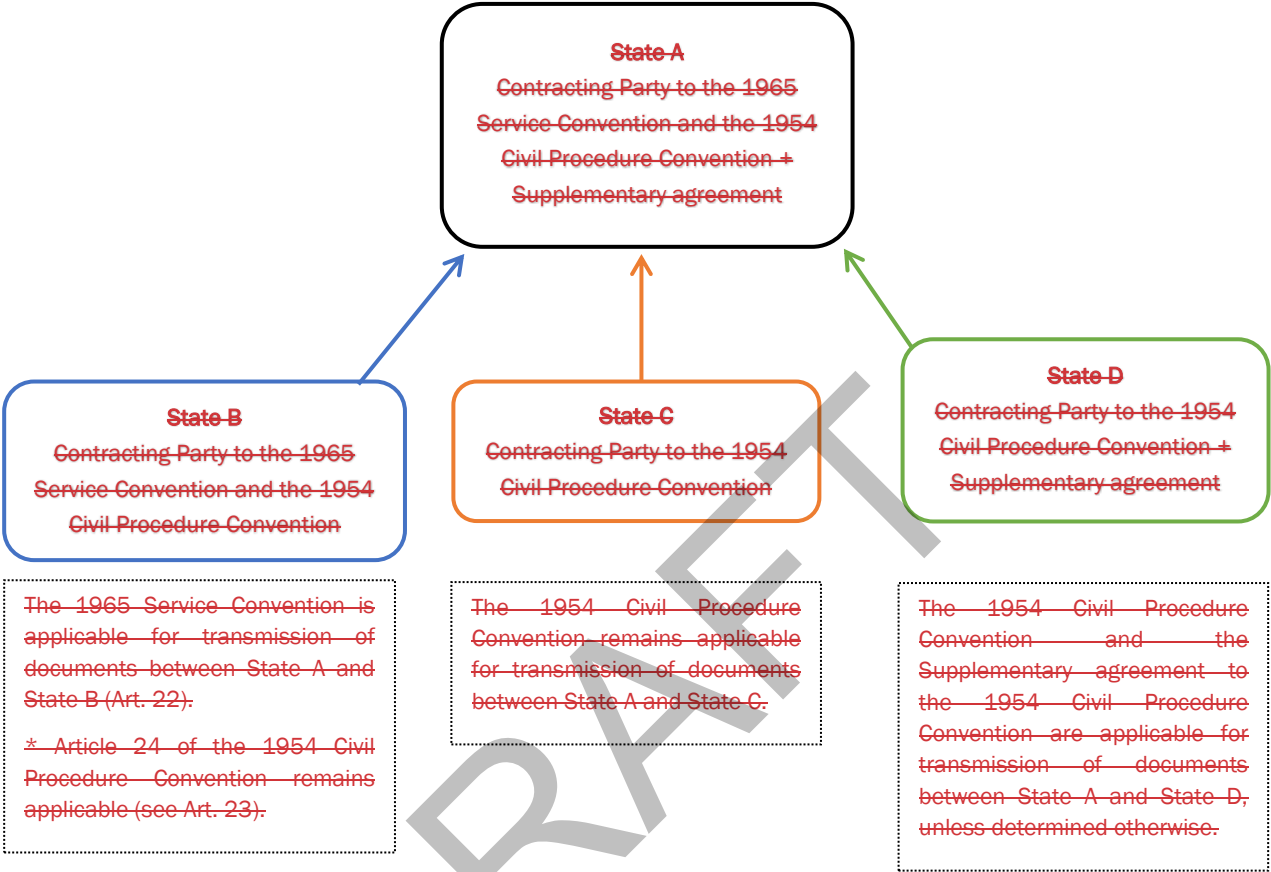 State A
Contracting Party to the 1965
Service Convention and the 1954
Civil Procedure Convention +
Supplementary agreement
State B
Contracting Party to the 1965
Service Convention and the 1954
Civil Procedure Convention
State C
Contracting Party to the 1954
Civil Procedure Convention
State D
Contracting Party to the 1954
Civil Procedure Convention +
Supplementary agreement
The 1965 Service Convention is
applicable for transmission of
documents between State A and
State B (Art. 22).
* Article 24 of the 1954 Civil
Procedure Convention remains
applicable (see Art. 23).
The 1954 Civil Procedure
Convention remains applicable
for transmission of documents
between State A and State C.
The 1954 Civil Procedure
Convention and the
Supplementary agreement to
the 1954 Civil Procedure
Convention are applicable for
transmission of documents
between State A and State D,
unless determined otherwise.
RAFT